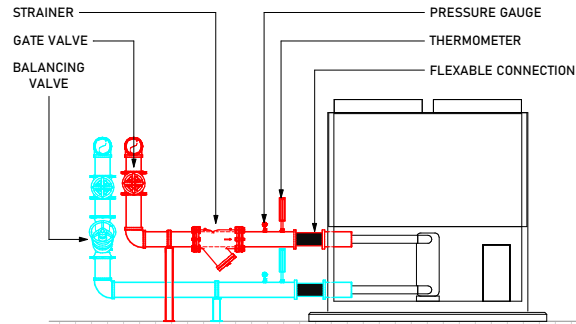 STRAINER
GATE VALVE
BALANCING
VALVE
PRESSURE GAUGE
THERMOMETER
FLEXABLE CONNECTION